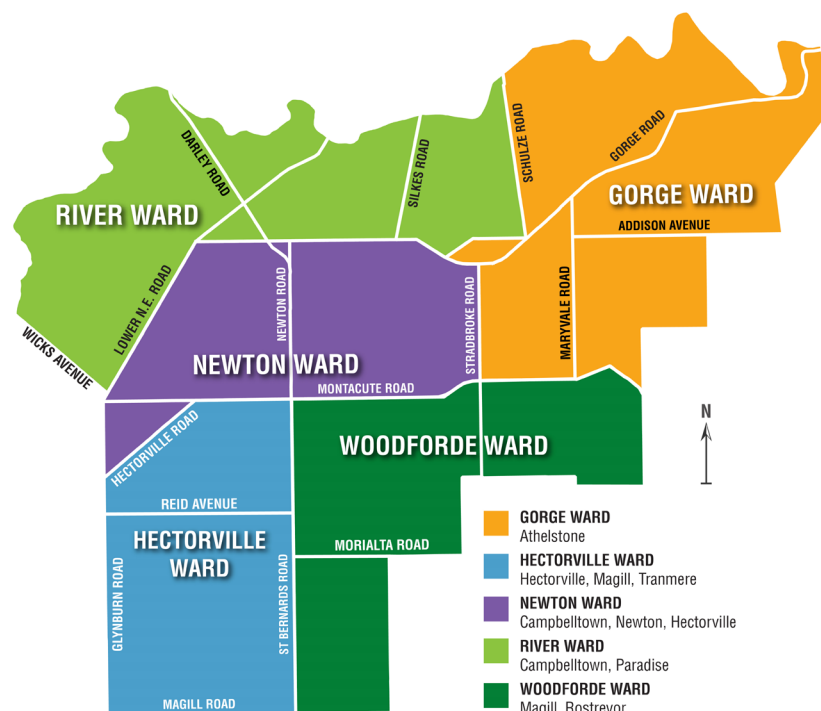 DARLEY ROAD
SILKES ROAD
SCHULZE ROAD
GORGE ROAD
RIVER WARD
GORGE WARD
ADDISON AVENUE
LOWER N.E. ROAD
WICKS AVENUE
NEWTON ROAD
STRADBROKE ROAD
MARYVALE ROAD
NEWTON WARD
MONTACUTE ROAD
HECTORVILLE ROAD
WOODFORDE WARD
N
REID AVENUE
HECTORVILLE
WARD
MORIALTA ROAD
GLYNBURN ROAD
ST BERNARDS ROAD
MAGILL ROAD
GORGE WARD
Athelstone
HECTORVILLE WARD
Hectorville, Magill, Tranmere
NEWTON WARD
Campbelltown, Newton, Hectorville
RIVER WARD
Campbelltown, Paradise
WOODFORDE WARD
Magill, Rostrevor